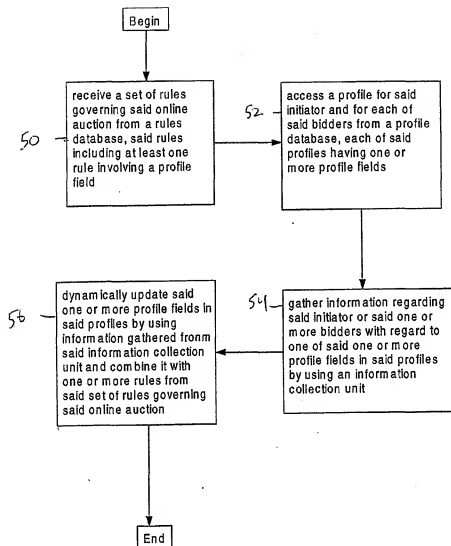 Begin
50
receive a set of rules
governing said online
auction from a rules
database, said rules
including at least one
rule involving a profile
field
52
access a profile for said
initiator and for each of
said bidders from a profile
database, each of said
profiles having one or
more profile fields
54
gather information regarding
said initiator or said one or
more bidders with regard to
one of said one or more
profile fields in said profiles
by using an information
collection unit
56
dynamically update said
one or more profile fields in
said profiles by using
information gathered fronm
said information collection
unit and combine it with
one or more rules from
said set of rules governing
said online auction
End